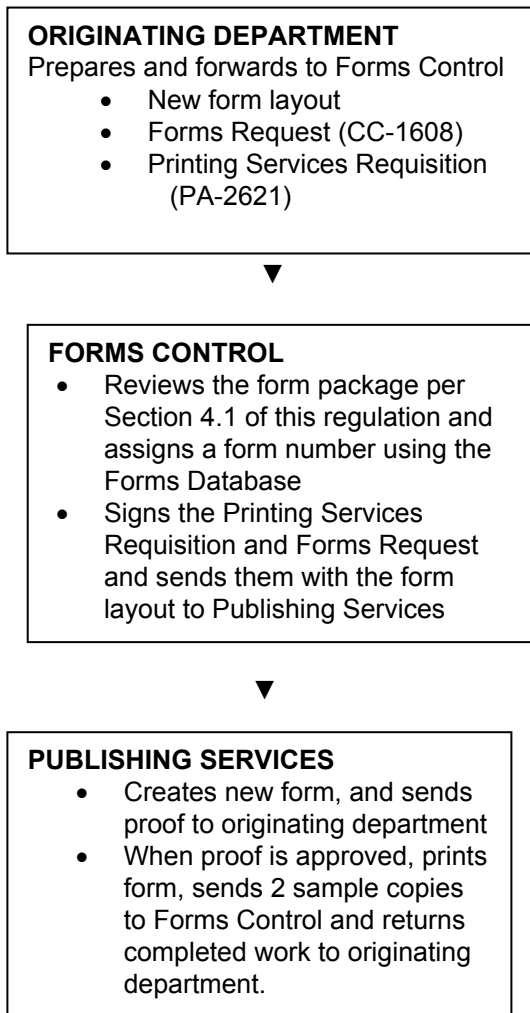 ORIGINATING DEPARTMENT
Prepares and forwards to Forms Control
• New form layout
• Forms Request (CC-1608)
• Printing Services Requisition
(PA-2621)
▼
FORMS CONTROL
• Reviews the form package per
Section 4.1 of this regulation and
assigns a form number using the
Forms Database
• Signs the Printing Services
Requisition and Forms Request
and sends them with the form
layout to Publishing Services
▼
PUBLISHING SERVICES
• Creates new form, and sends
proof to originating department
• When proof is approved, prints
form, sends 2 sample copies
to Forms Control and returns
completed work to originating
department.